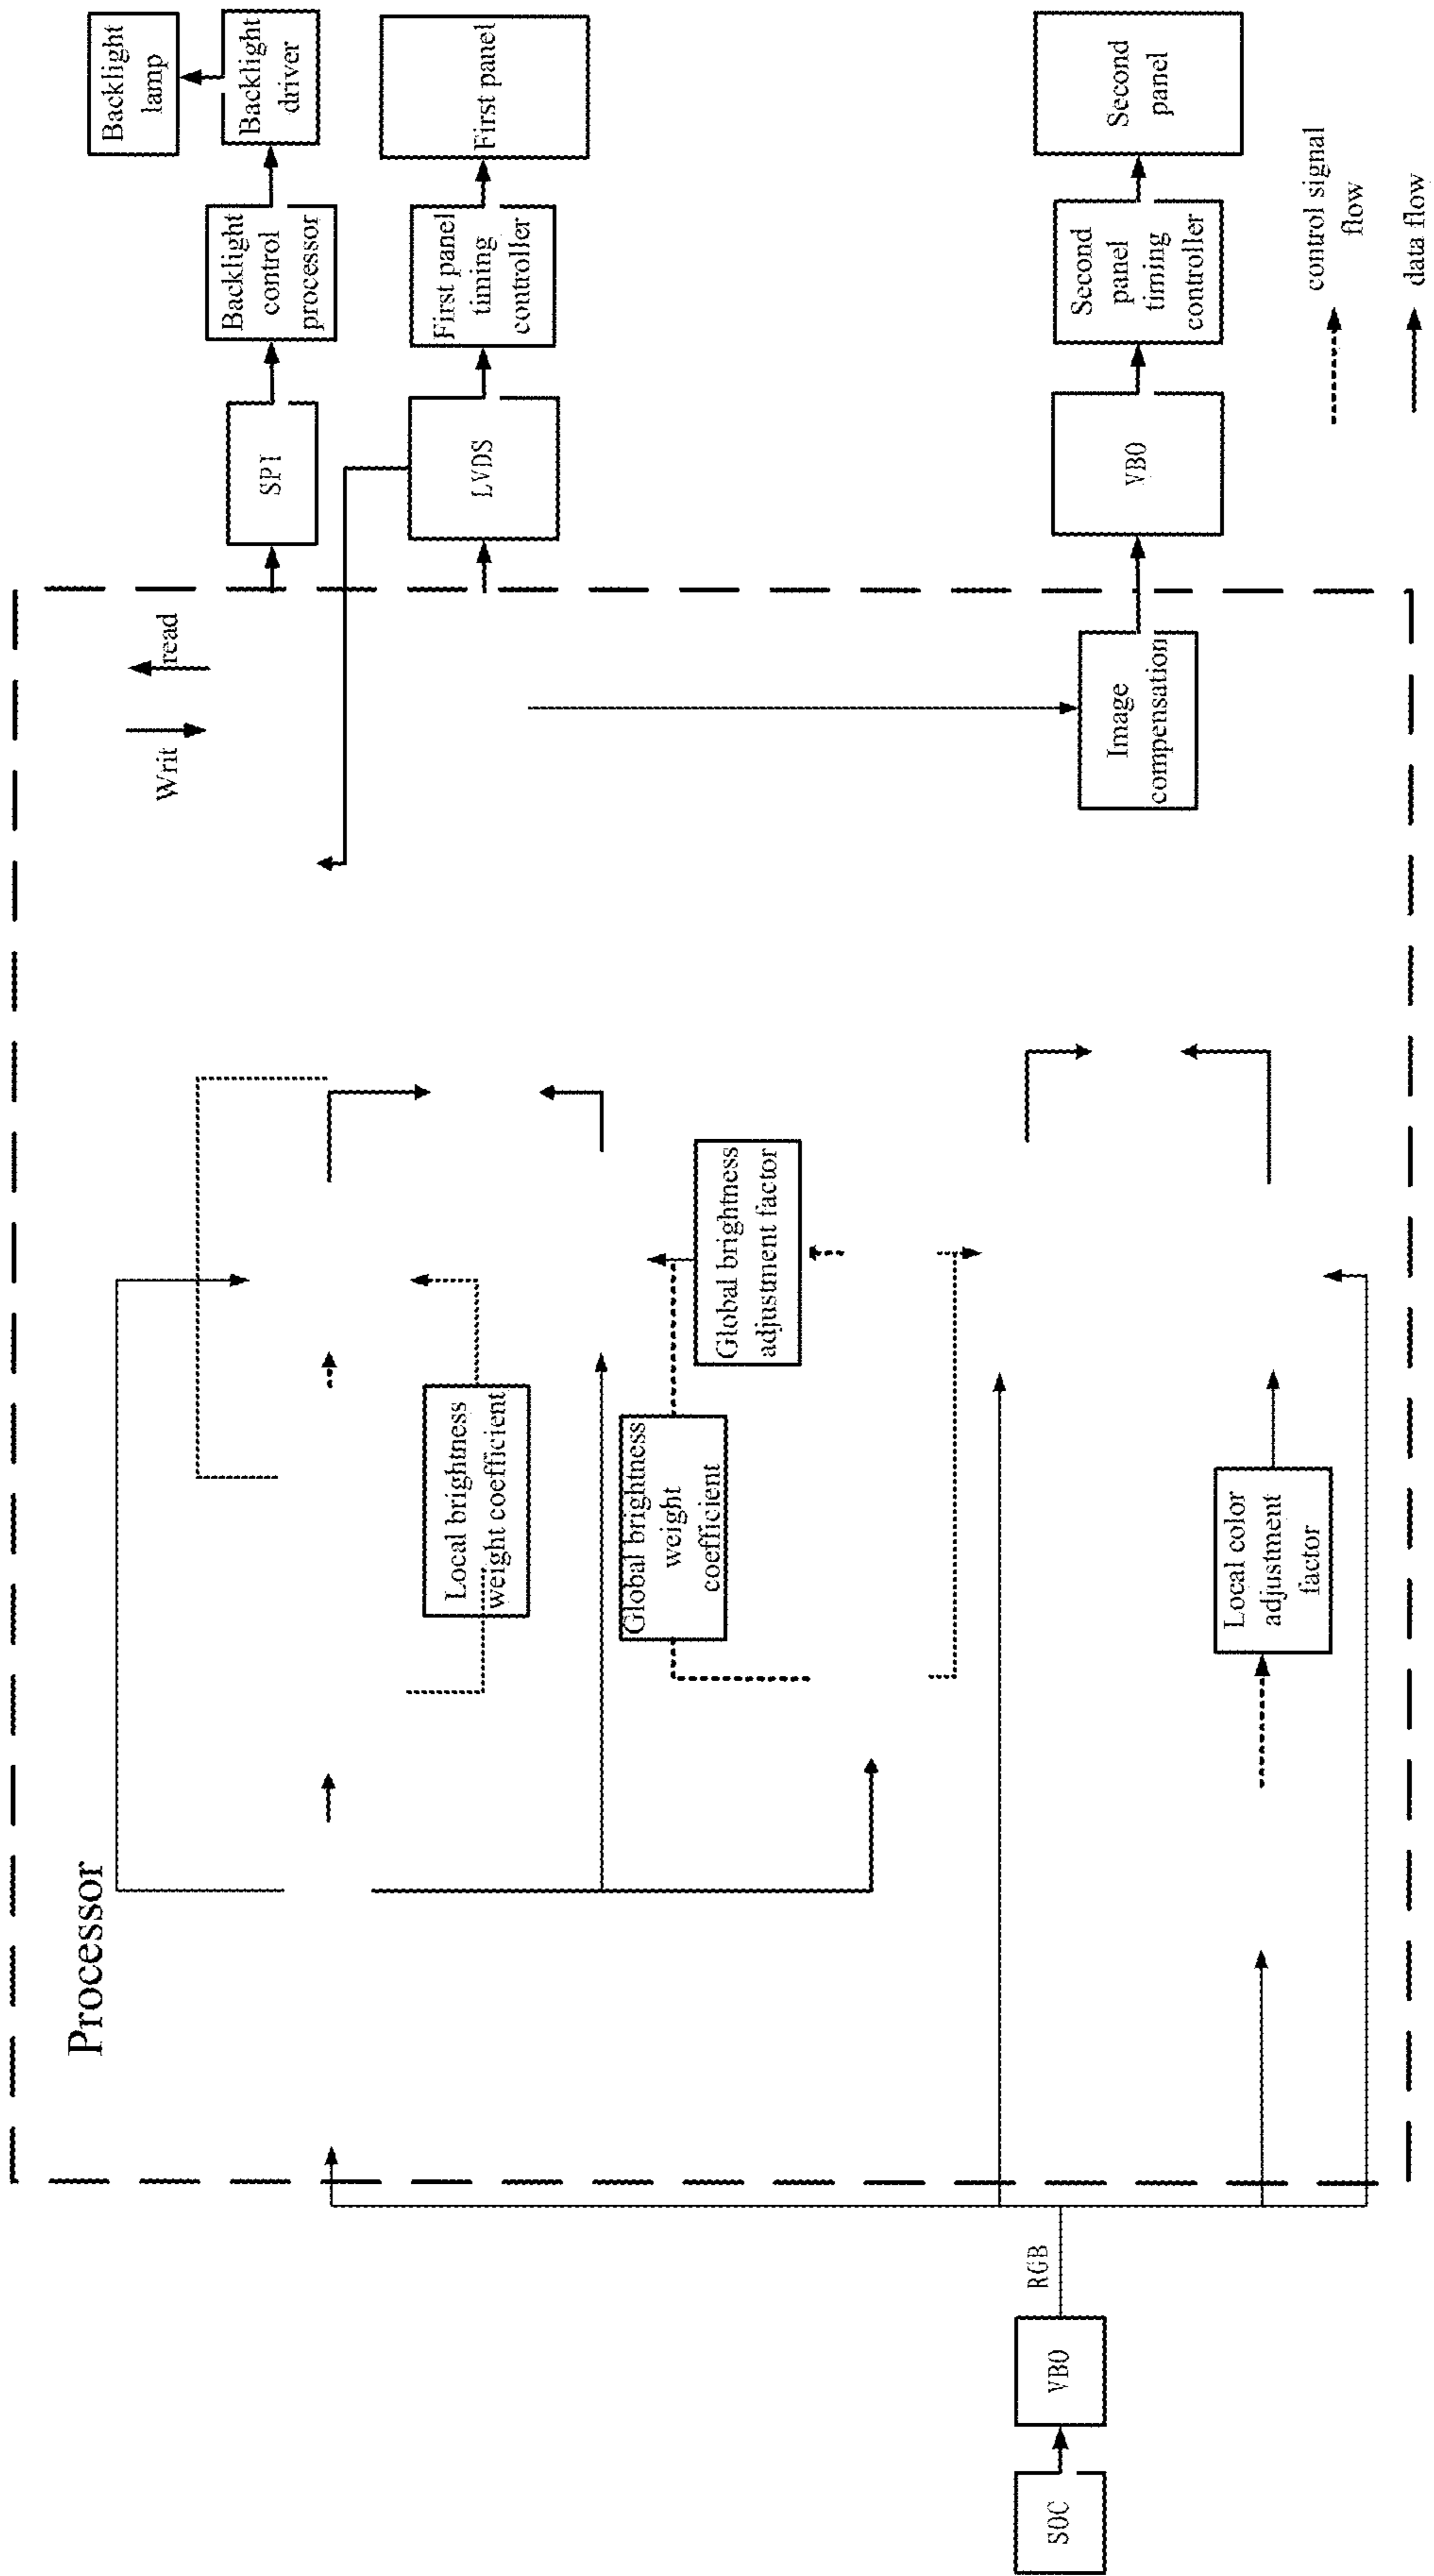 Processor
SOC
VBO
RGB
Local brightness
weight coefficient
Global brightness
weight
coefficient
Global brightness
adjustment factor
Local color
adjustment
factor
Writ
read
Image
compensation
SPI
LVDS
VBO
Backlight
control
processor
First panel
timing
controller
Second
panel
timing
controller
Backlight
lamp
Backlight
driver
First panel
Second
panel
control signal
flow
data flow